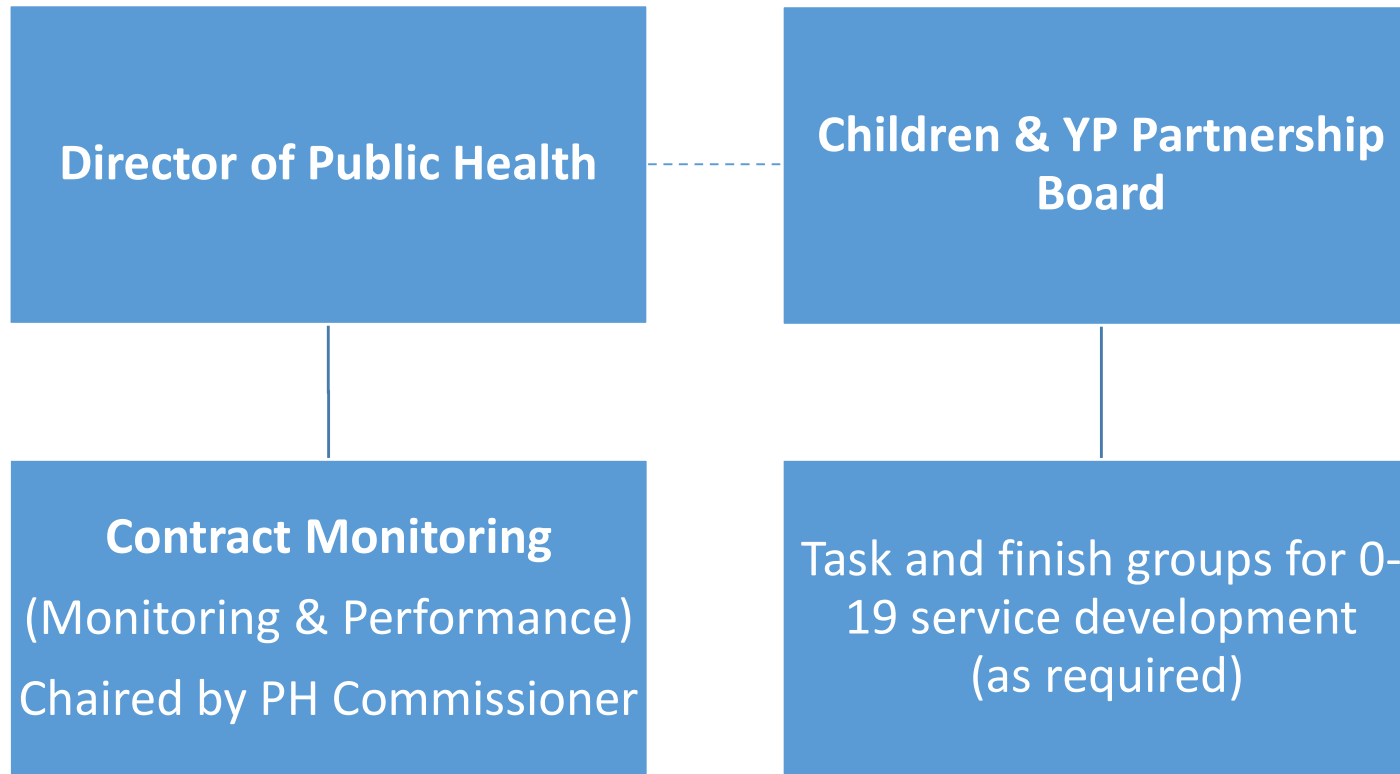 Director of Public Health
Children & YP Partnership
Board
Contract Monitoring
(Monitoring & Performance)
Chaired by PH Commissioner
Task and finish groups for 0-
19 service development
(as required)